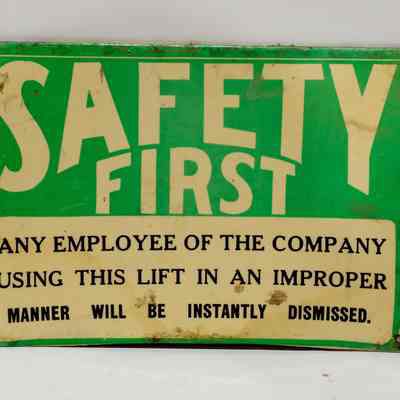 SAFETY
FIRST
ANY EMPLOYEE OF THE COMPANY
USING THIS LIFT IN AN IMPROPER
MANNER WILL BE INSTANTLY DISMISSED.